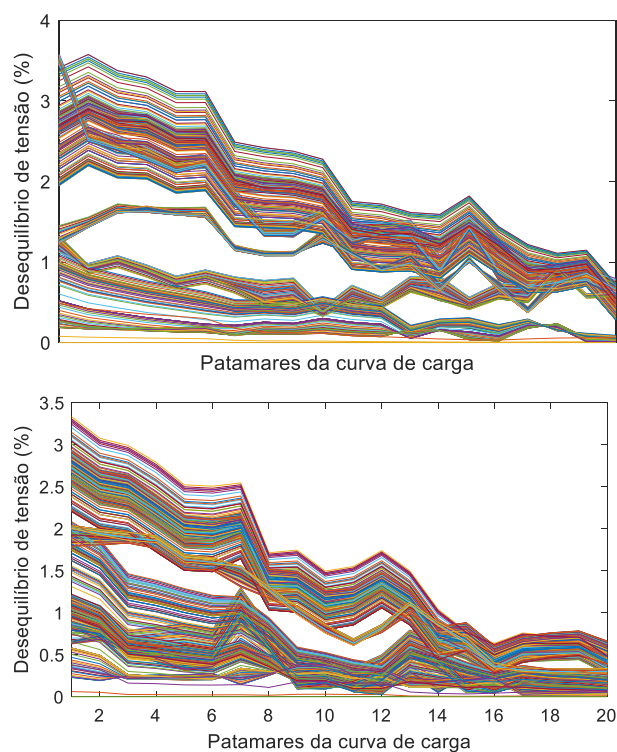 4
3
2
1
0
Desequilíbrio de tensão (%)
Patamares da curva de carga
3.5
3
2.5
2
1.5
1
0.5
0
Desequilíbrio de tensão (%)
2 4 6 8 10 12 14 16 18 20
Patamares da curva de carga